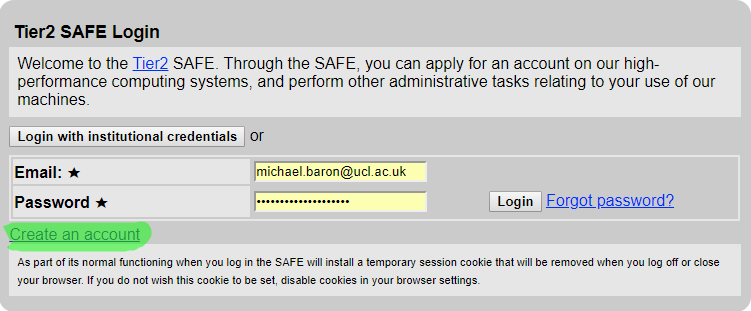 Tier2 SAFE Login
Welcome to the Tier2 SAFE. Through the SAFE, you can apply for an account on our high-
performance computing systems, and perform other administrative tasks relating to your use of our
machines.
Login with institutional credentials or
Email: ★ michael.baron@ucl.ac.uk
Password ★ •••••••••••••••••••• Login Forgot password?
Create an account
As part of its normal functioning when you log in the SAFE will install a temporary session cookie that will be removed when you log off or close
your browser. If you do not wish this cookie to be set, disable cookies in your browser settings.